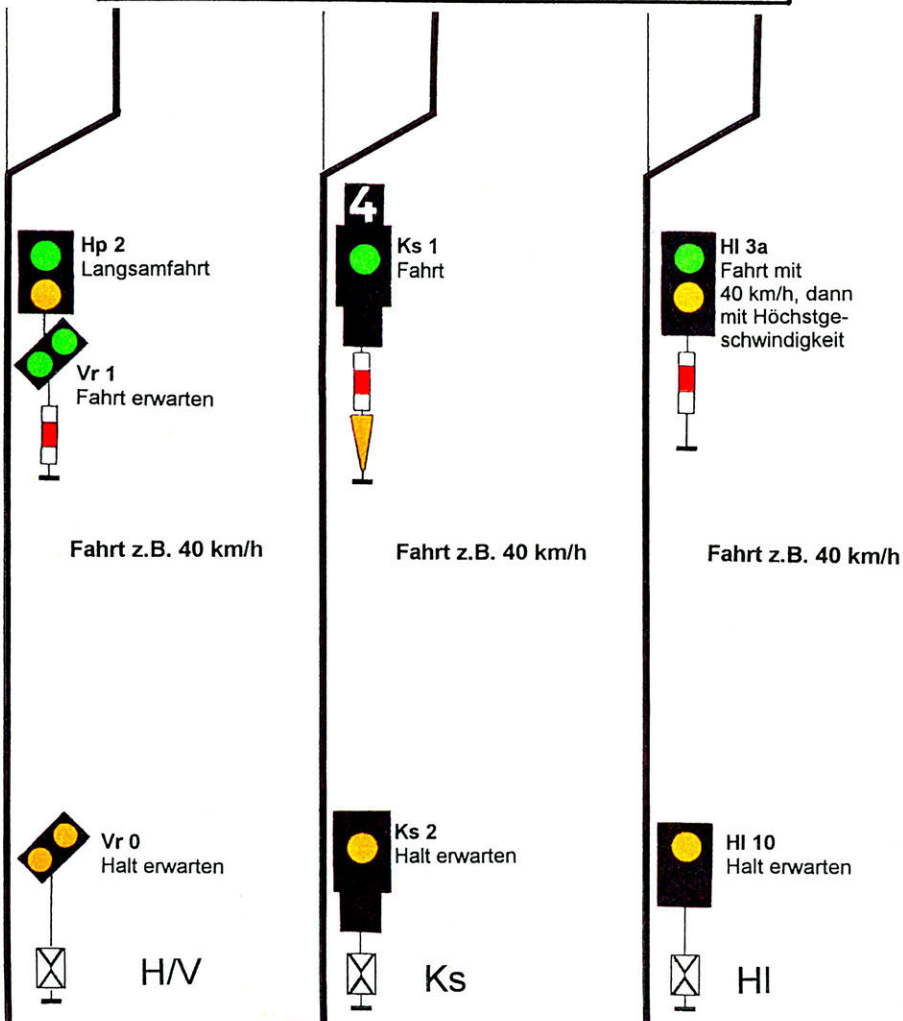 Hp 2
Langsamfahrt
Vr 1
Fahrt erwarten
Fahrt z.B. 40 km/h
Vr 0
Halt erwarten
H/V
4
Ks 1
Fahrt
Fahrt z.B. 40 km/h
Ks 2
Halt erwarten
Ks
Hl 3a
Fahrt mit
40 km/h, dann
mit Höchstge-
schwindigkeit
Fahrt z.B. 40 km/h
Hl 10
Halt erwarten
Hl